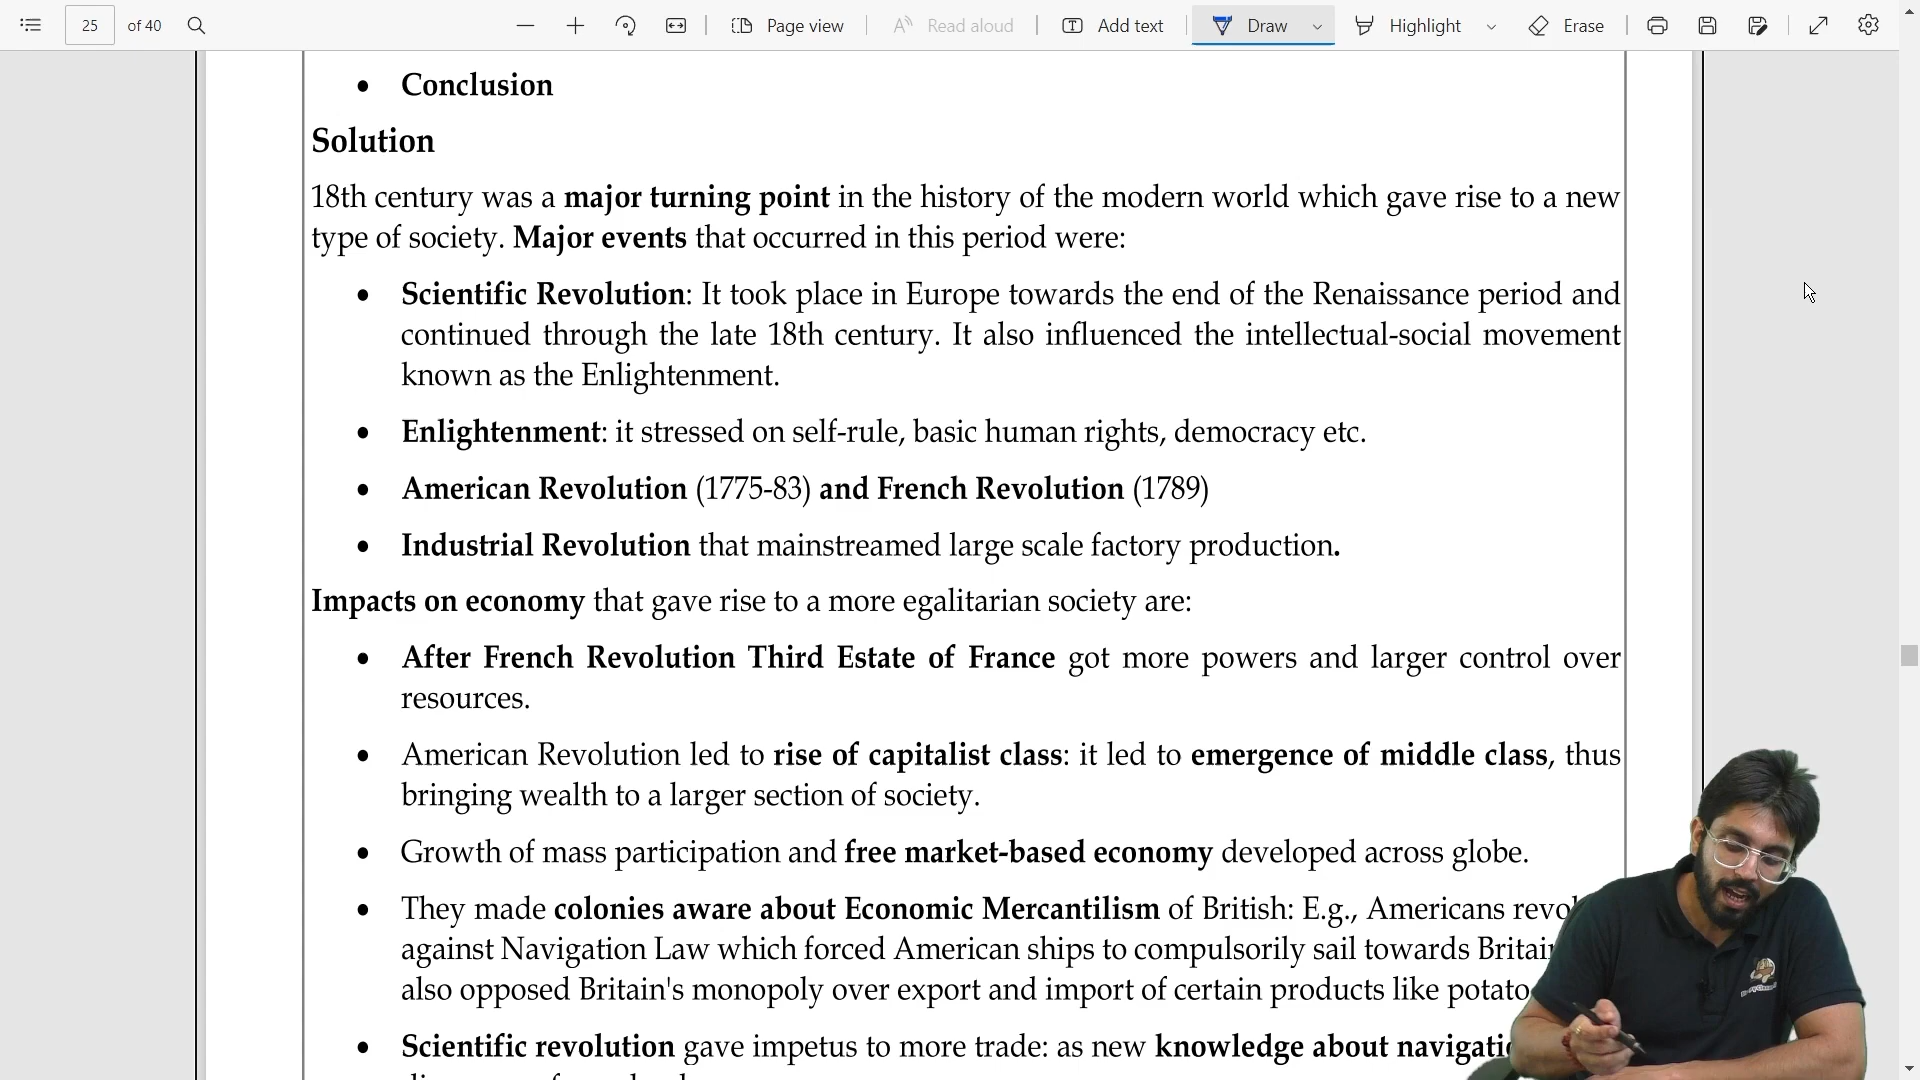 25 of 40 Page view Read aloud Add text Draw Highlight Erase
• Conclusion
Solution
18th century was a major turning point in the history of the modern world which gave rise to a new
type of society. Major events that occurred in this period were:
• Scientific Revolution: It took place in Europe towards the end of the Renaissance period and
continued through the late 18th century. It also influenced the intellectual-social movement
known as the Enlightenment.
• Enlightenment: it stressed on self-rule, basic human rights, democracy etc.
• American Revolution (1775-83) and French Revolution (1789)
• Industrial Revolution that mainstreamed large scale factory production.
Impacts on economy that gave rise to a more egalitarian society are:
• After French Revolution Third Estate of France got more powers and larger control over
resources.
• American Revolution led to rise of capitalist class: it led to emergence of middle class, thus
bringing wealth to a larger section of society.
• Growth of mass participation and free market-based economy developed across globe.
• They made colonies aware about Economic Mercantilism of British: E.g., Americans
against Navigation Law which forced American ships to compulsorily sail towards
also opposed Britain's monopoly over export and import of certain products like
• Scientific revolution gave impetus to more trade: as new knowledge about